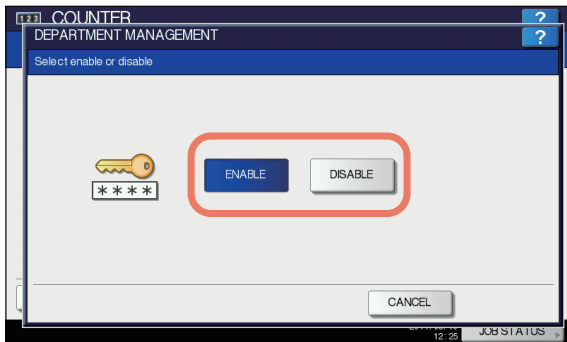 123 COUNTER ?
DEPARTMENT MANAGEMENT ?
Select enable or disable
ENABLE DISABLE
****
CANCEL
12:25 JOB STATUS